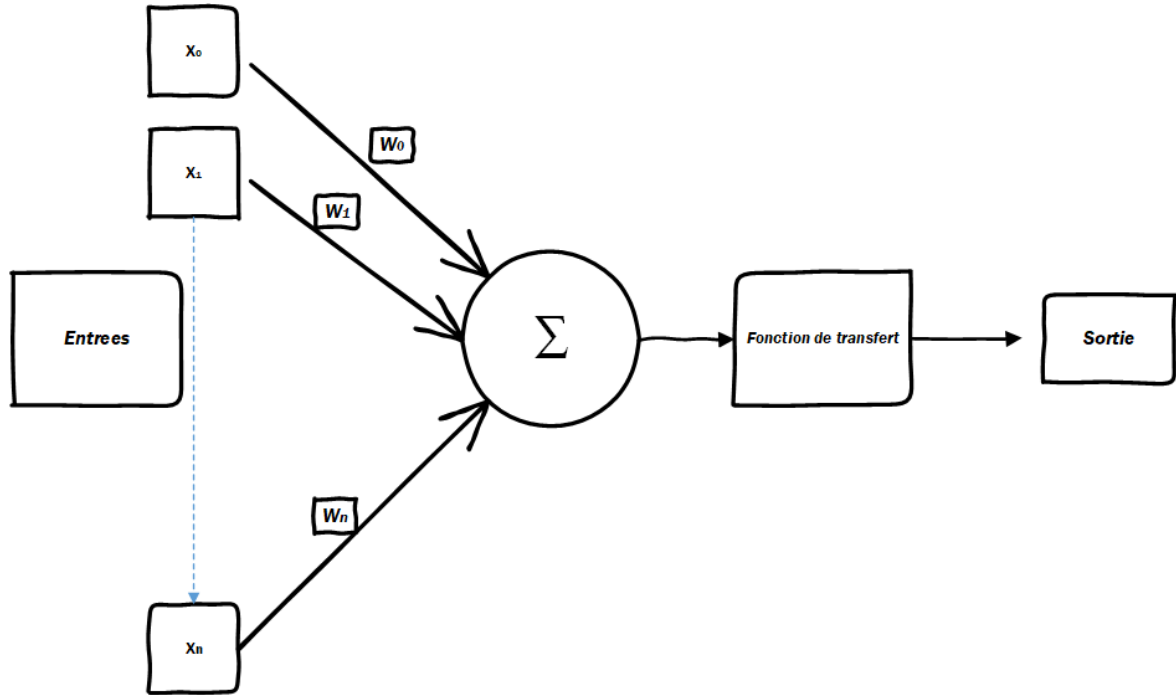 X₀
W₀
X₁
W₁
Entrees
Σ
Fonction de transfert
Sortie
Wₙ
Xₙ